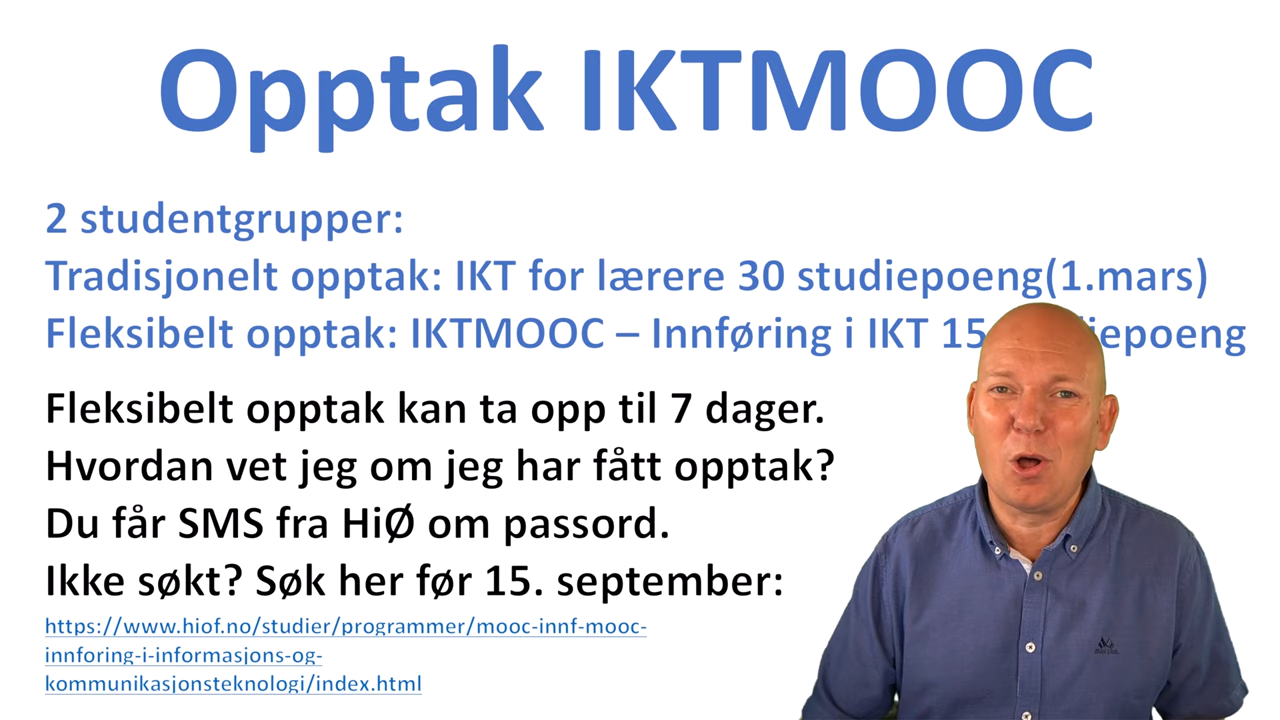 Opptak IKTMOOC
2 studentgrupper:
Tradisjonelt opptak: IKT for lærere 30 studiepoeng(1.mars)
Fleksibelt opptak: IKTMOOC – Innføring i IKT 15 iepoeng
Fleksibelt opptak kan ta opp til 7 dager.
Hvordan vet jeg om jeg har fått opptak?
Du får SMS fra HiØ om passord.
Ikke søkt? Søk her før 15. september:
https://www.hiof.no/studier/programmer/mooc-innf-mooc-
innforing-i-informasjons-og-
kommunikasjonsteknologi/index.html